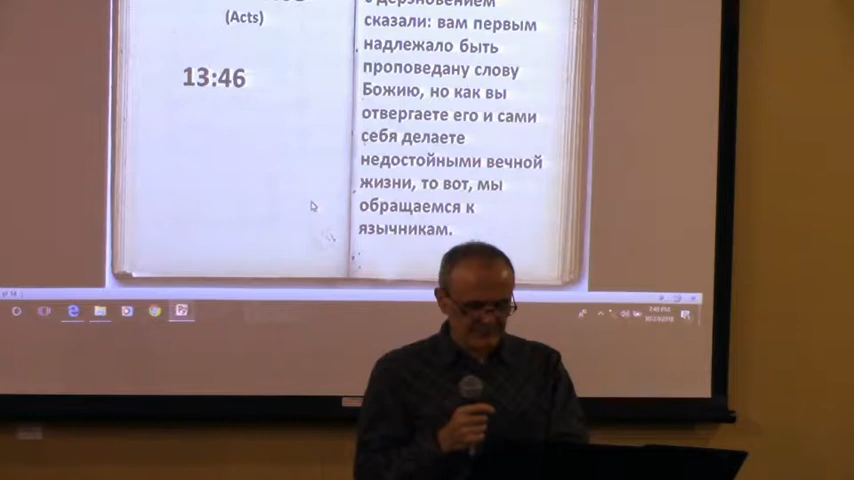 (Acts)
13:46
сказали: вам первым
надлежало быть
проповедану слову
Божию, но как вы
отвергаете его и сами
себя делаете
недостойными вечной
жизни, то вот, мы
обращаемся к
язычникам.